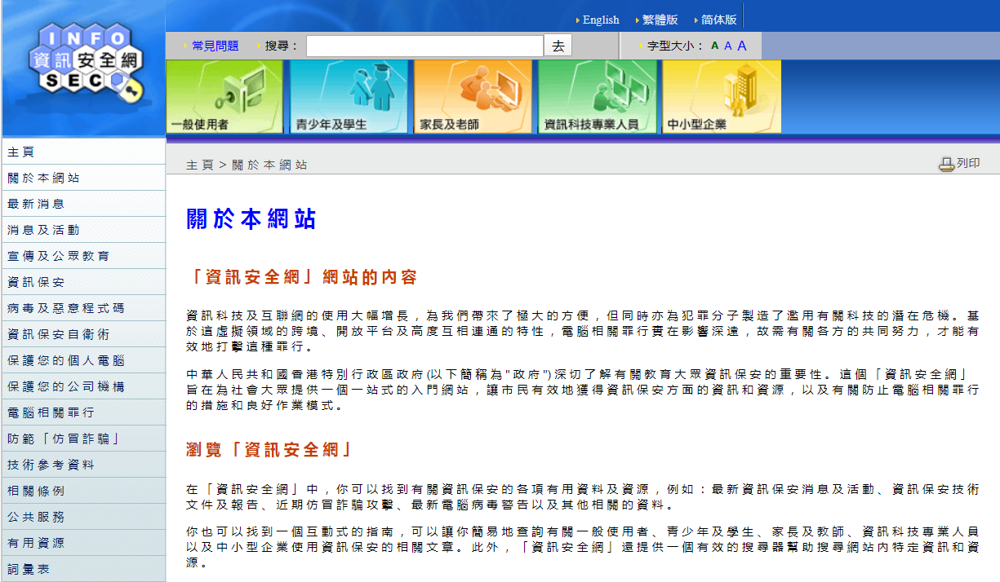 INFO
資訊安全網
SEC
English 繁體版 简体版
常見問題 搜尋： 去 字型大小： A A A
一般使用者 青少年及學生 家長及老師 資訊科技專業人員 中小型企業
主頁
關於本網站
最新消息
消息及活動
宣傳及公眾教育
資訊保安
病毒及惡意程式碼
資訊保安自衛術
保護您的個人電腦
保護您的公司機構
電腦相關罪行
防範「仿冒詐騙」
技術參考資料
相關條例
公共服務
有用資源
詞彙表
主頁 > 關於本網站
列印
關於本網站
「資訊安全網」網站的內容
資訊科技及互聯網的使用大幅增長，為我們帶來了極大的方便，但同時亦為犯罪分子製造了濫用有關科技的潛在危機。基
於這虛擬領域的跨境、開放平台及高度互相連通的特性，電腦相關罪行實在影響深遠，故需有關各方的共同努力，才能有
效地打擊這種罪行。
中華人民共和國香港特別行政區政府(以下簡稱為"政府")深切了解有關教育大眾資訊保安的重要性。這個「資訊安全網」
旨在為社會大眾提供一個一站式的入門網站，讓市民有效地獲得資訊保安方面的資訊和資源，以及有關防止電腦相關罪行
的措施和良好作業模式。
瀏覽「資訊安全網」
在「資訊安全網」中，你可以找到有關資訊保安的各項有用資料及資源，例如：最新資訊保安消息及活動、資訊保安技術
文件及報告、近期仿冒詐騙攻擊、最新電腦病毒警告以及其他相關的資料。
你也可以找到一個互動式的指南，可以讓你簡易地查詢有關一般使用者、青少年及學生、家長及教師、資訊科技專業人員
以及中小型企業使用資訊保安的相關文章。此外，「資訊安全網」還提供一個有效的搜尋器幫助搜尋網站內特定資訊和資
源。